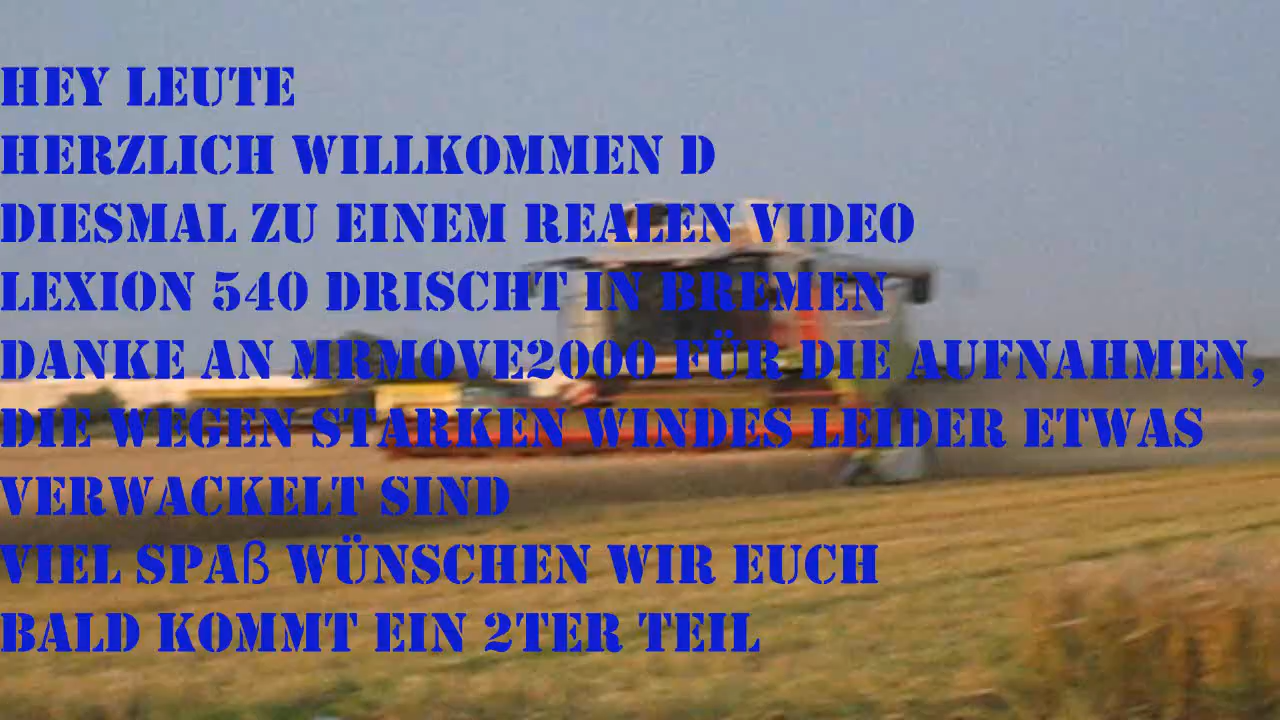 HEY LEUTE
HERZLICH WILLKOMMEN D
DIESMAL ZU EINEM REALEN VIDEO
LEXION 540 DRISCHT IN BREMEN
DANKE AN MRMOVE2000 FÜR DIE AUFNAHMEN,
DIE WEGEN STARKEN WINDES LEIDER ETWAS
VERWACKELT SIND
VIEL SPAß WÜNSCHEN WIR EUCH
BALD KOMMT EIN 2TER TEIL